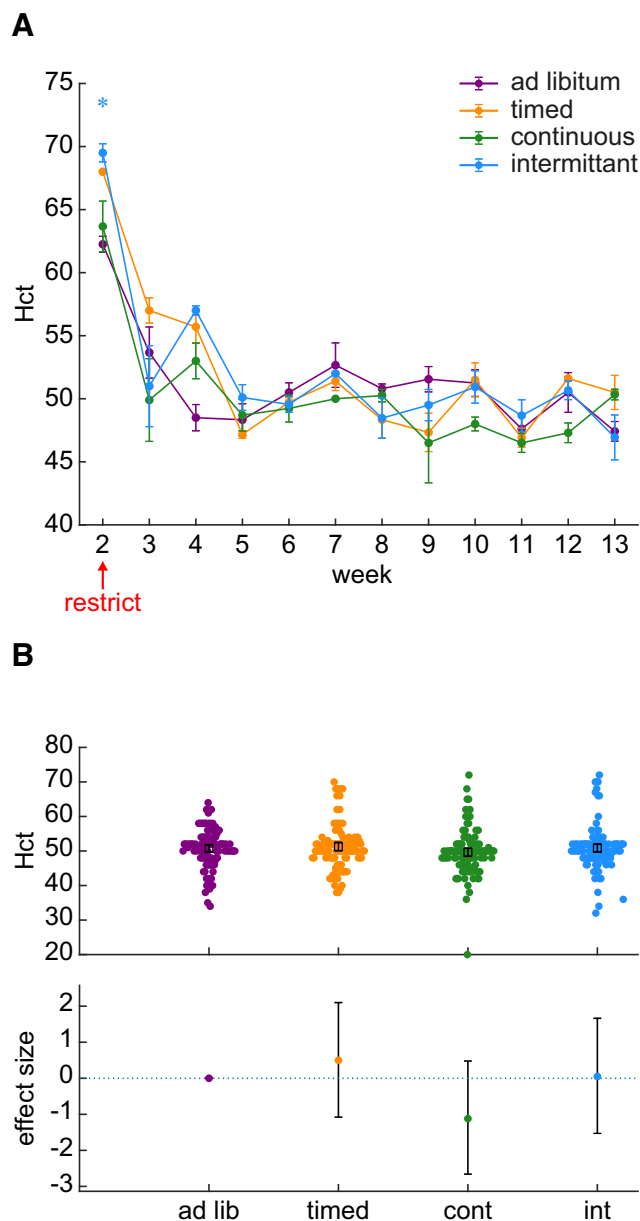 A
75
70
65
60
55
50
45
40
Hct
*
ad libitum
timed
continuous
intermittant
2 3 4 5 6 7 8 9 10 11 12 13
week
restrict
B
80
70
60
50
40
30
20
Hct
2
1
0
-1
-2
-3
effect size
ad lib timed cont int